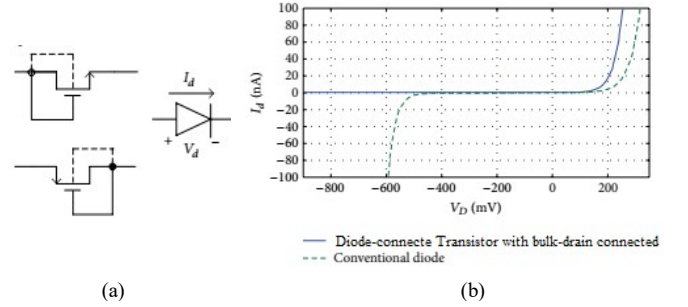 I_d
+ V_d −
100
80
60
40
20
0
−20
−40
−60
−80
−100
I_d (nA)
−800 −600 −400 −200 0 200
V_D (mV)
Diode-connecte Transistor with bulk-drain connected
Conventional diode
(a) (b)